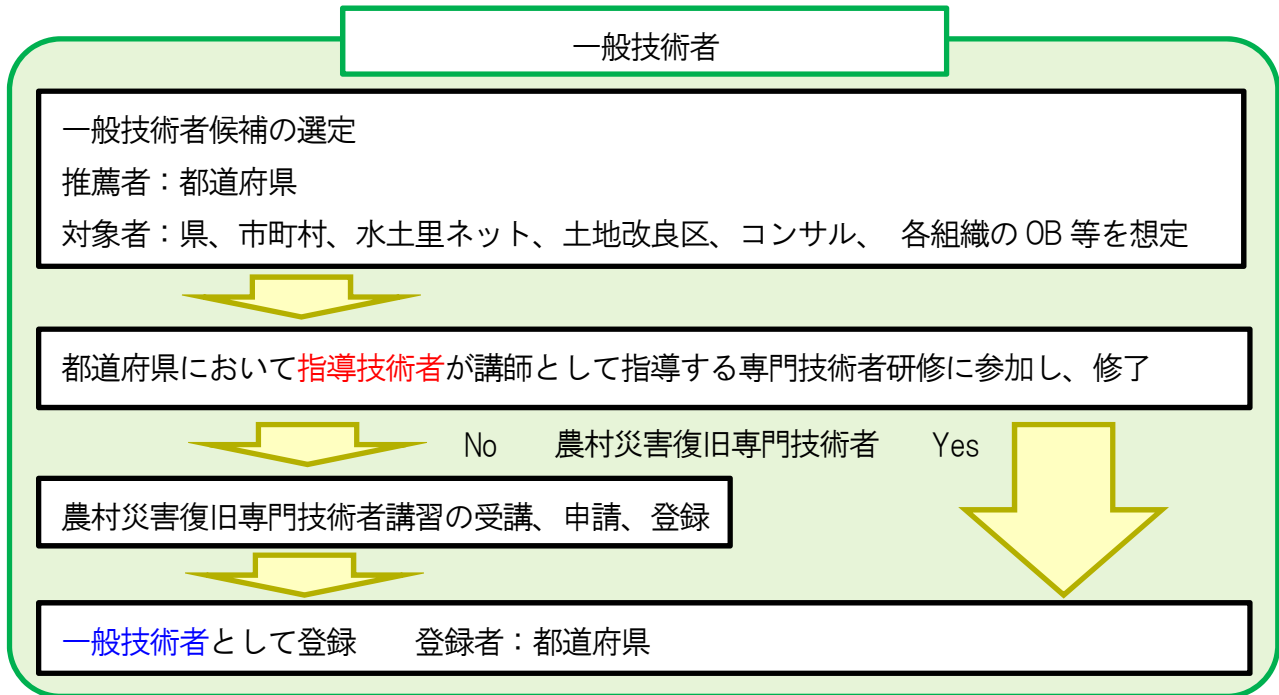 一般技術者
一般技術者候補の選定
推薦者：都道府県
対象者：県、市町村、水土里ネット、土地改良区、コンサル、 各組織の OB 等を想定
都道府県において指導技術者が講師として指導する専門技術者研修に参加し、修了
No 農村災害復旧専門技術者 Yes
農村災害復旧専門技術者講習の受講、申請、登録
一般技術者として登録 登録者：都道府県